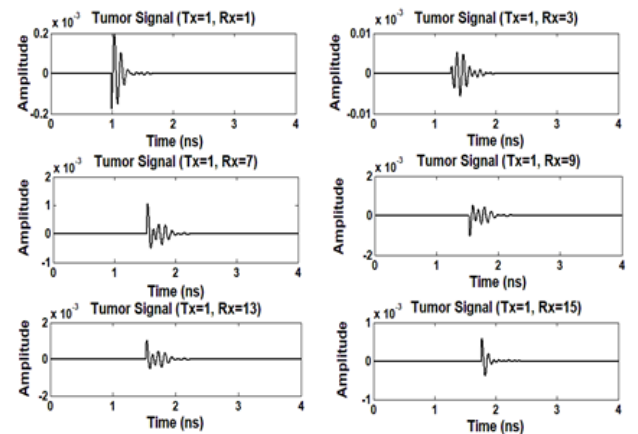 x 10⁻³ Tumor Signal (Tx=1, Rx=1)
Amplitude
0.2
0
-0.2
0 1 2 3 4
Time (ns)
x 10⁻³ Tumor Signal (Tx=1, Rx=3)
Amplitude
0.01
0
-0.01
0 1 2 3 4
Time (ns)
x 10⁻³ Tumor Signal (Tx=1, Rx=7)
Amplitude
2
1
0
-1
0 1 2 3 4
Time (ns)
x 10⁻³ Tumor Signal (Tx=1, Rx=9)
Amplitude
2
0
-2
0 1 2 3 4
Time (ns)
x 10⁻³ Tumor Signal (Tx=1, Rx=13)
Amplitude
2
0
-2
0 1 2 3 4
Time (ns)
x 10⁻³ Tumor Signal (Tx=1, Rx=15)
Amplitude
1
0
-1
0 1 2 3 4
Time (ns)